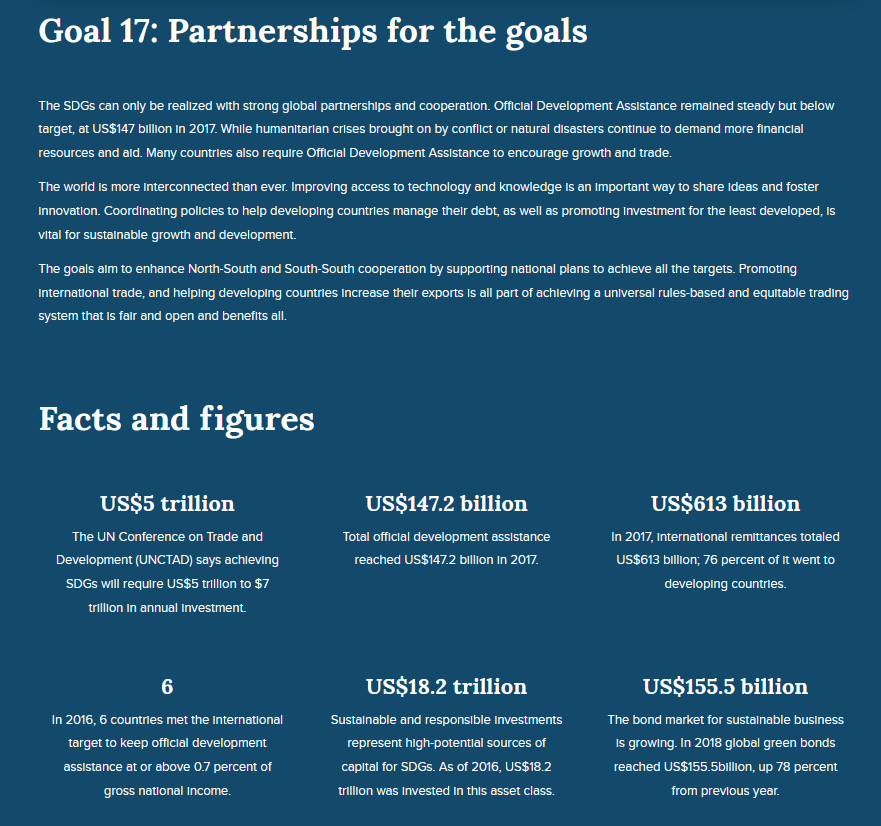 Goal 17: Partnerships for the goals
The SDGs can only be realized with strong global partnerships and cooperation. Official Development Assistance remained steady but below
target, at US$147 billion in 2017. While humanitarian crises brought on by conflict or natural disasters continue to demand more financial
resources and aid. Many countries also require Official Development Assistance to encourage growth and trade.
The world is more interconnected than ever. Improving access to technology and knowledge is an important way to share ideas and foster
innovation. Coordinating policies to help developing countries manage their debt, as well as promoting investment for the least developed, is
vital for sustainable growth and development.
The goals aim to enhance North-South and South-South cooperation by supporting national plans to achieve all the targets. Promoting
international trade, and helping developing countries increase their exports is all part of achieving a universal rules-based and equitable trading
system that is fair and open and benefits all.
Facts and figures
US$5 trillion
The UN Conference on Trade and
Development (UNCTAD) says achieving
SDGs will require US$5 trillion to $7
trillion in annual investment.
US$147.2 billion
Total official development assistance
reached US$147.2 billion in 2017.
US$613 billion
In 2017, international remittances totaled
US$613 billion; 76 percent of it went to
developing countries.
6
In 2016, 6 countries met the international
target to keep official development
assistance at or above 0.7 percent of
gross national income.
US$18.2 trillion
Sustainable and responsible investments
represent high-potential sources of
capital for SDGs. As of 2016, US$18.2
trillion was invested in this asset class.
US$155.5 billion
The bond market for sustainable business
is growing. In 2018 global green bonds
reached US$155.5billion, up 78 percent
from previous year.